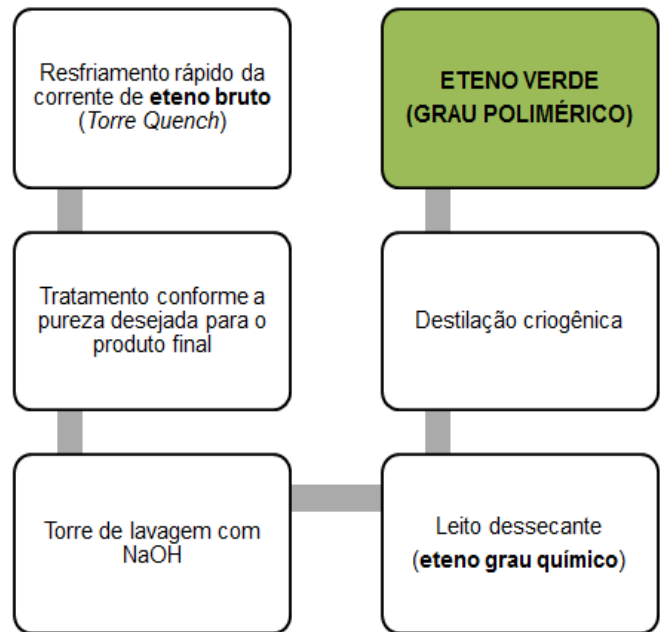 Resfriamento rápido da
corrente de eteno bruto
(Torre Quench)
Tratamento conforme a
pureza desejada para o
produto final
Torre de lavagem com
NaOH
Leito dessecante
(eteno grau químico)
Destilação criogênica
ETENO VERDE
(GRAU POLIMÉRICO)